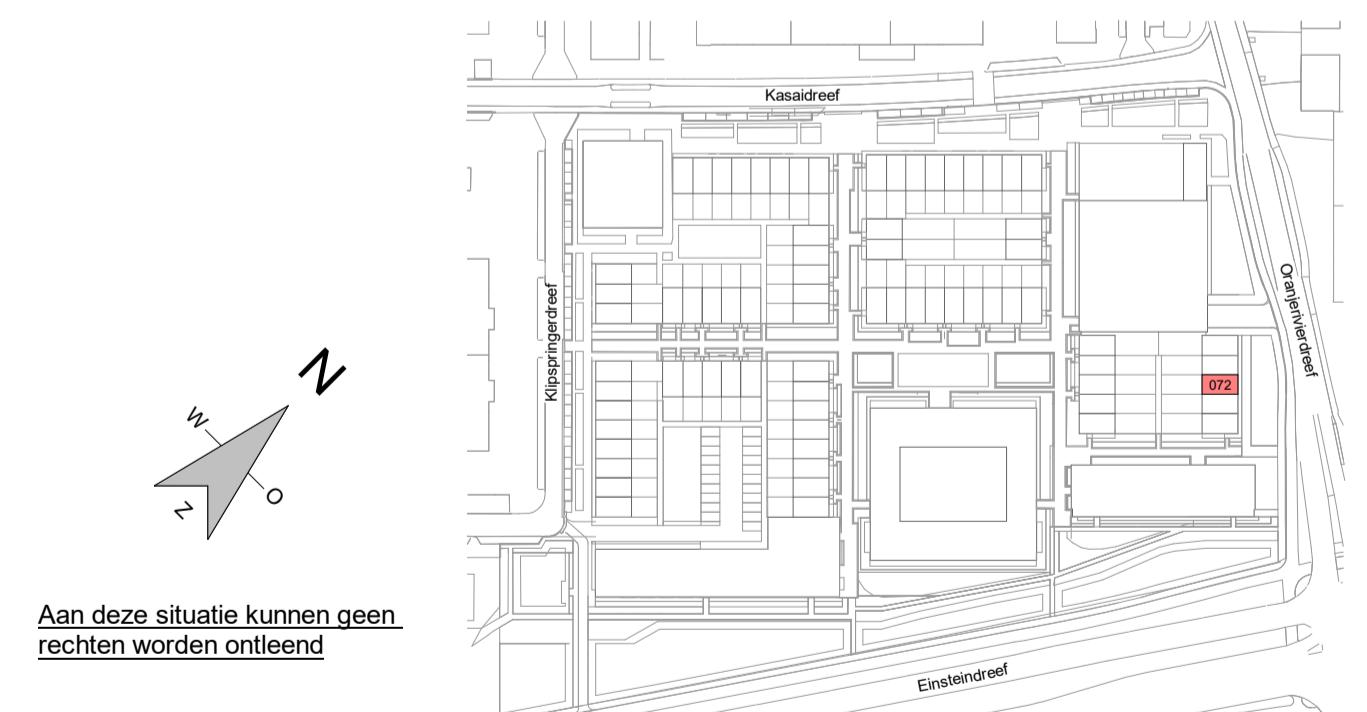 Kasaidreef
Klipspringerdreef
Oranjerivierdreef
072
N
W
O
Z
Aan deze situatie kunnen geen
rechten worden ontleend
Einsteindreef